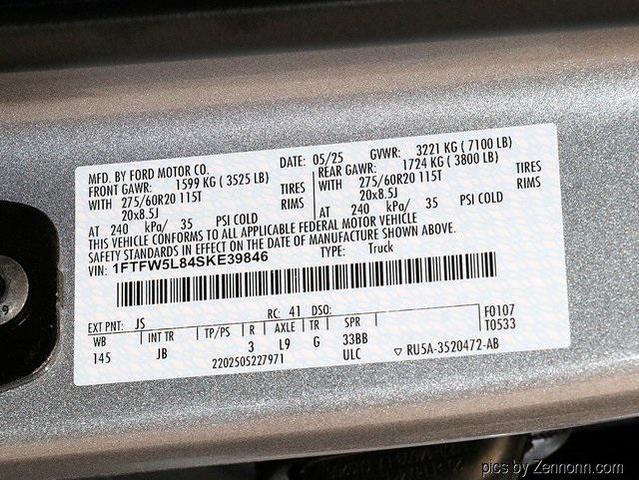 MFD. BY FORD MOTOR CO.
DATE: 05/25 GVWR: 3221 KG ( 7100 LB)
FRONT GAWR: 1599 KG ( 3525 LB) REAR GAWR: 1724 KG ( 3800 LB)
WITH 275/60R20 115T TIRES WITH 275/60R20 115T TIRES
20x8.5J RIMS 20x8.5J RIMS
AT 240 kPa/ 35 PSI COLD AT 240 kPa/ 35 PSI COLD
THIS VEHICLE CONFORMS TO ALL APPLICABLE FEDERAL MOTOR VEHICLE
SAFETY STANDARDS IN EFFECT ON THE DATE OF MANUFACTURE SHOWN ABOVE.
VIN: 1FTFW5L84SKE39846 TYPE: Truck
EXT PNT: JS RC: 41 DSO: F0107
WB INT TR TP/PS R AXLE TR SPR T0533
145 JB 3 L9 G 33BB
2202505227971 ULC ▽ RU5A-3520472-AB
pics by Zennonn.com